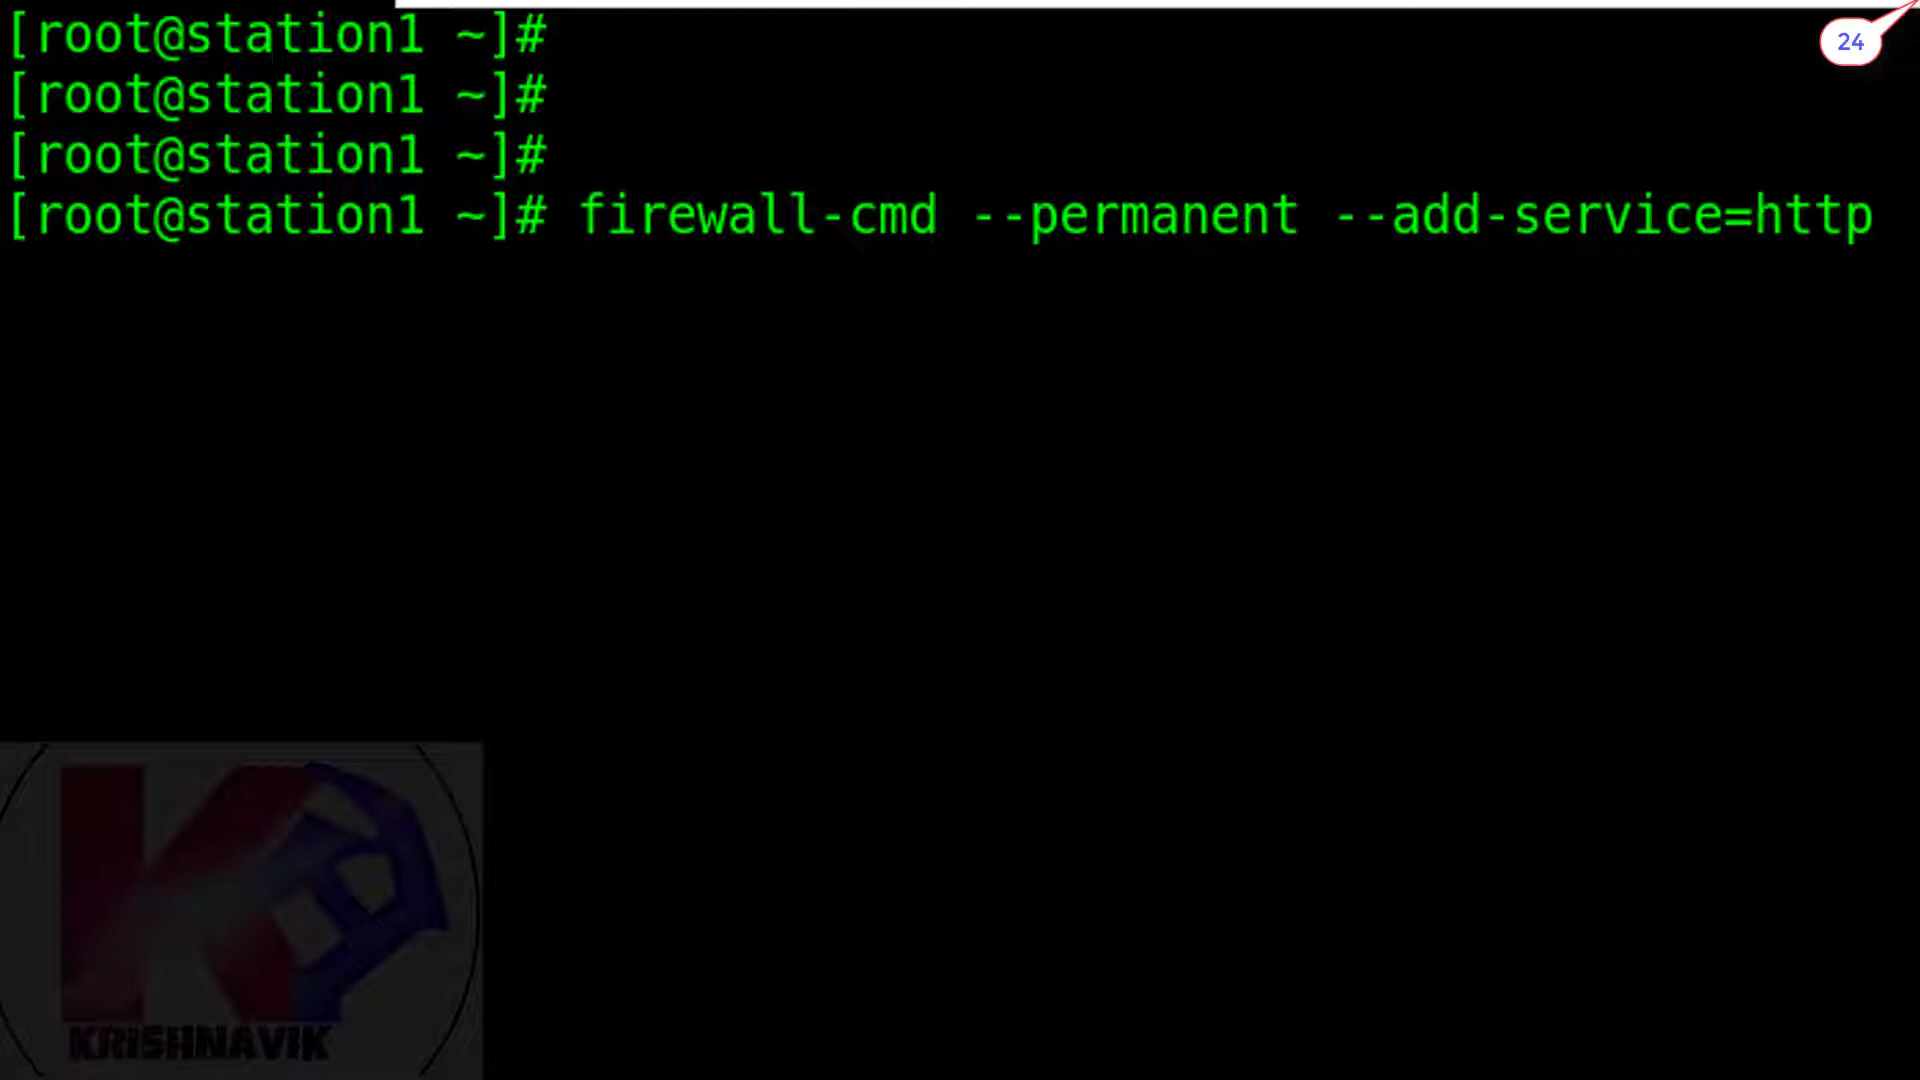 [root@station1 ~]#
24
[root@station1 ~]#
[root@station1 ~]#
[root@station1 ~]# firewall-cmd --permanent --add-service=http
KRISHNAVIK